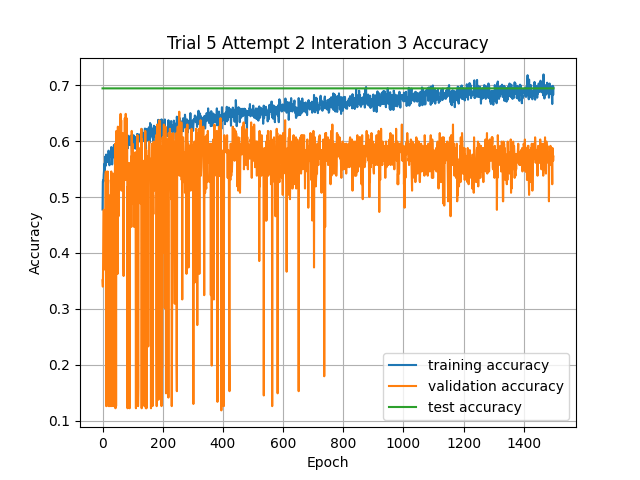 Trial 5 Attempt 2 Interation 3 Accuracy
0.7
0.6
0.5
0.4
0.3
0.2
0.1
Accuracy
training accuracy
validation accuracy
test accuracy
0 200 400 600 800 1000 1200 1400
Epoch